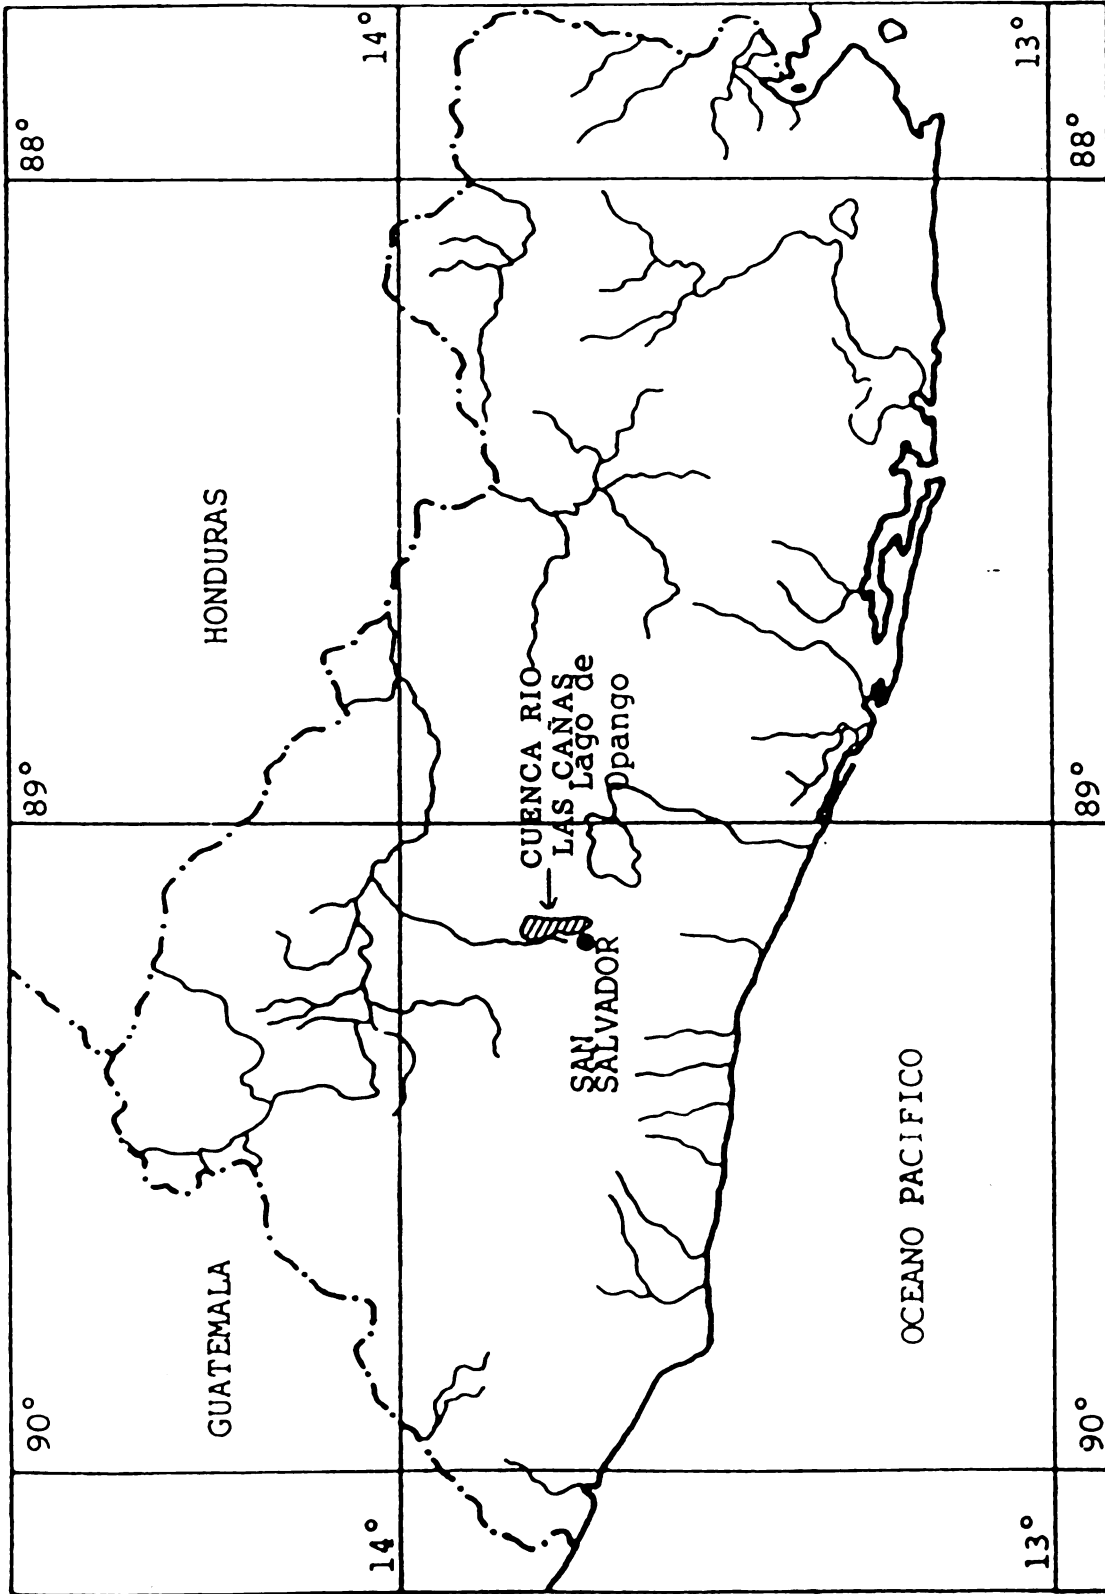 90°
89°
88°
GUATEMALA
HONDURAS
14°
14°
CUENCA RIO
LAS CAÑAS
Lago de
Opango
SAN
SALVADOR
OCEANO PACIFICO
13°
13°
90°
89°
88°